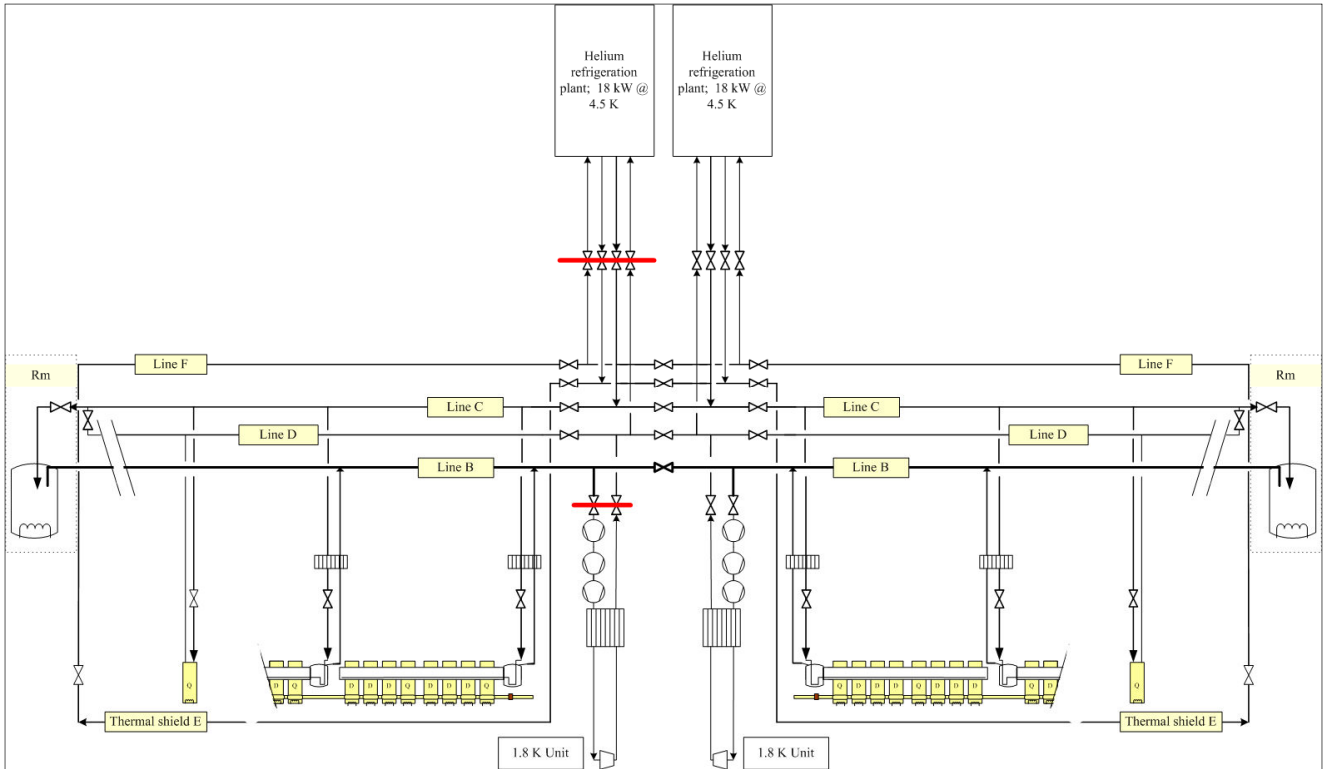 Helium
refrigeration
plant; 18 kW @
4.5 K
Helium
refrigeration
plant; 18 kW @
4.5 K
Line F
Line F
Rm
Rm
Line C
Line C
Line D
Line D
Line B
Line B
Q
D
Q
D
D
D
D
D
D
D
Q
Q
D
D
D
D
D
D
D
Q
D
Q
Thermal shield E
Thermal shield E
1.8 K Unit
1.8 K Unit